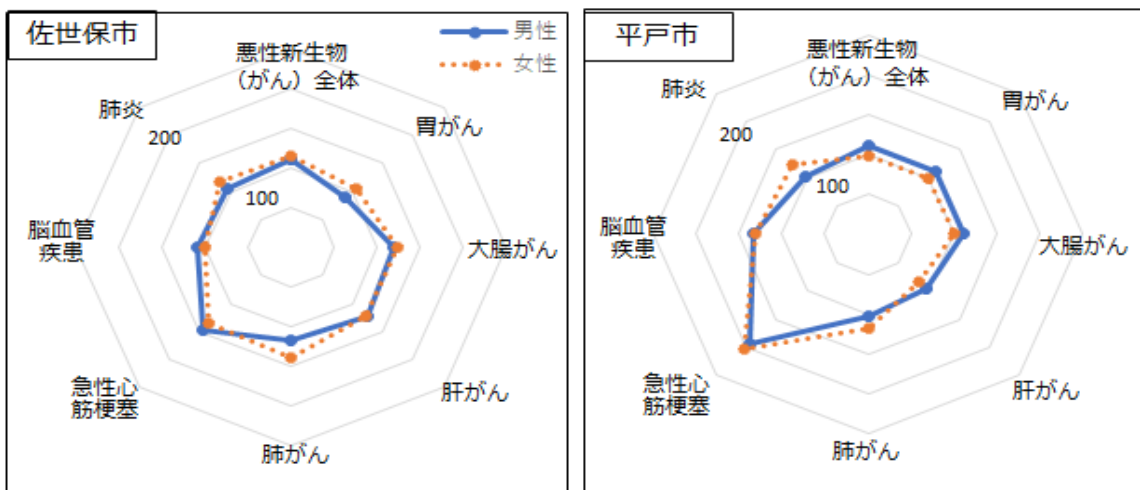 佐世保市
男性
女性
悪性新生物
（がん）全体
胃がん
大腸がん
肝がん
肺がん
急性心
筋梗塞
脳血管
疾患
肺炎
200
100
平戸市
悪性新生物
（がん）全体
胃がん
大腸がん
肝がん
肺がん
急性心
筋梗塞
脳血管
疾患
肺炎
200
100